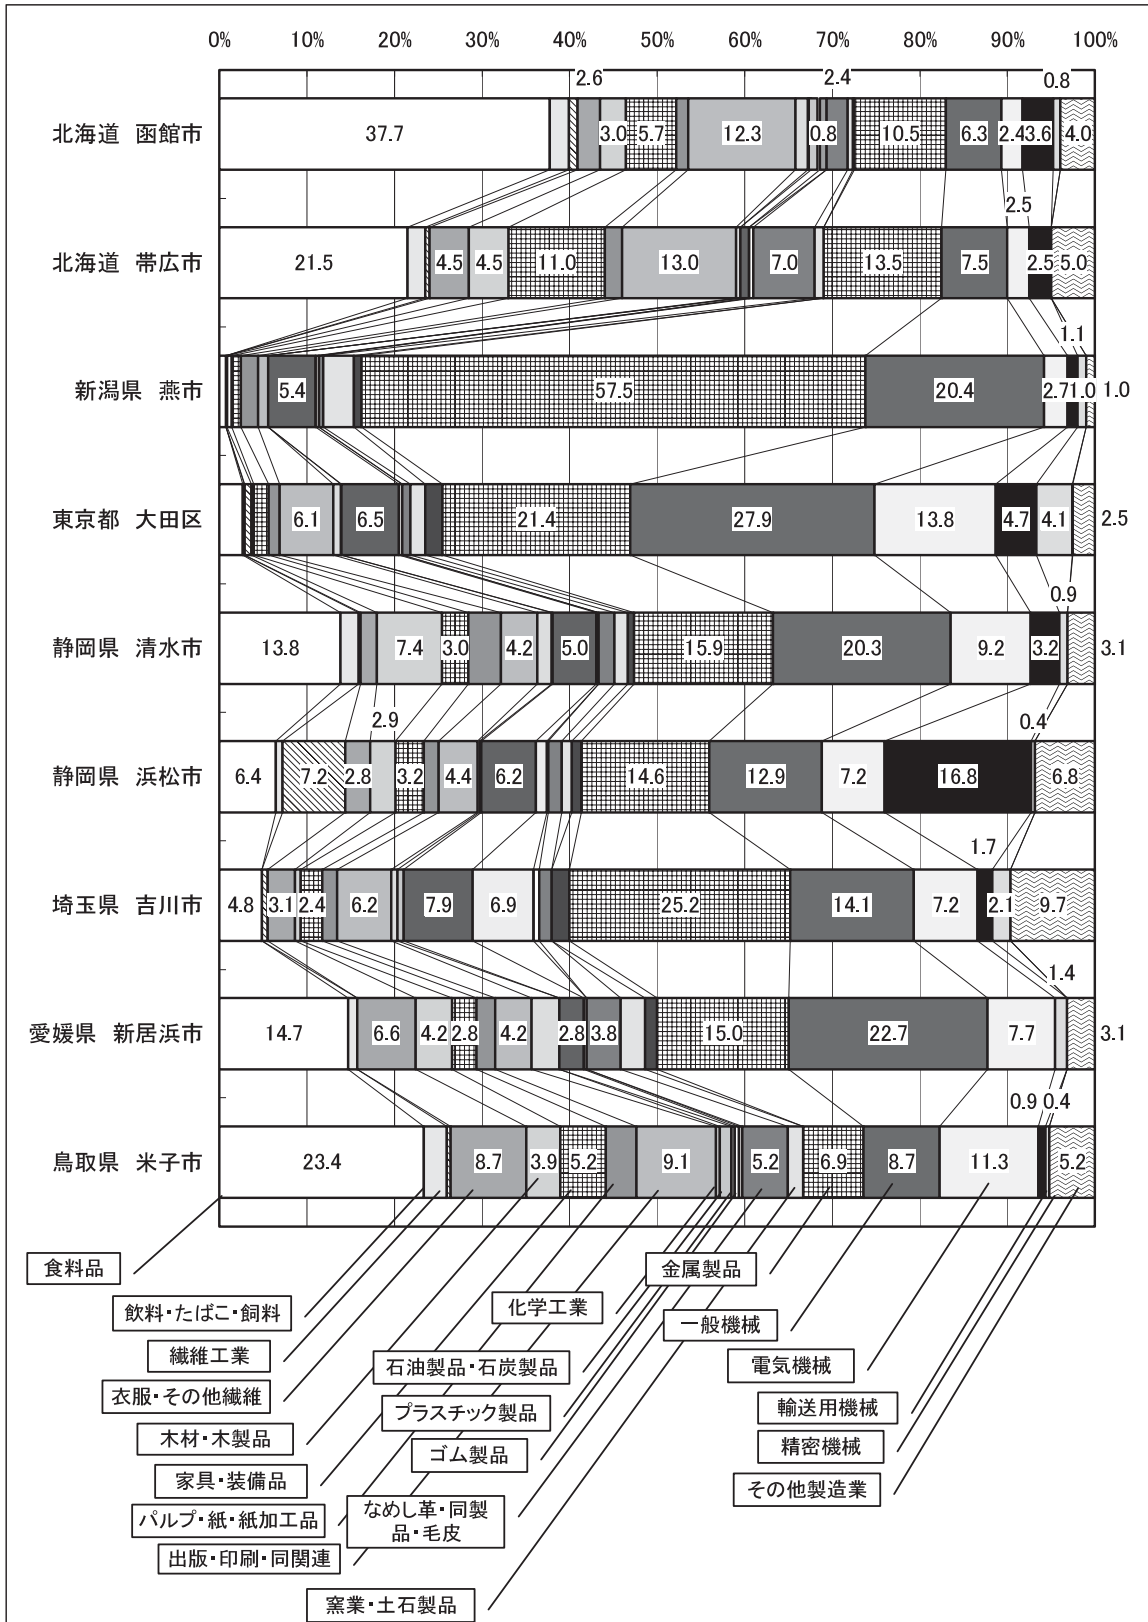 0% 10% 20% 30% 40% 50% 60% 70% 80% 90% 100%
2.6 2.4 0.8
北海道 函館市 37.7 3.0 5.7 12.3 0.8 10.5 6.3 2.4 3.6 4.0
2.5
北海道 帯広市 21.5 4.5 4.5 11.0 13.0 7.0 13.5 7.5 2.5 5.0
1.1
新潟県 燕市 5.4 57.5 20.4 2.7 1.0 1.0
東京都 大田区 6.1 6.5 21.4 27.9 13.8 4.7 4.1 2.5
0.9
静岡県 清水市 13.8 7.4 3.0 4.2 5.0 15.9 20.3 9.2 3.2 3.1
2.9 0.4
静岡県 浜松市 6.4 7.2 2.8 3.2 4.4 6.2 14.6 12.9 7.2 16.8 6.8
1.7
埼玉県 吉川市 4.8 3.1 2.4 6.2 7.9 6.9 25.2 14.1 7.2 2.1 9.7
1.4
愛媛県 新居浜市 14.7 6.6 4.2 2.8 4.2 2.8 3.8 15.0 22.7 7.7 3.1
0.9 0.4
鳥取県 米子市 23.4 8.7 3.9 5.2 9.1 5.2 6.9 8.7 11.3 5.2
食料品
飲料・たばこ・飼料
繊維工業
衣服・その他繊維
木材・木製品
家具・装備品
パルプ・紙・紙加工品
出版・印刷・同関連
化学工業
石油製品・石炭製品
プラスチック製品
ゴム製品
なめし革・同製
品・毛皮
窯業・土石製品
金属製品
一般機械
電気機械
輸送用機械
精密機械
その他製造業